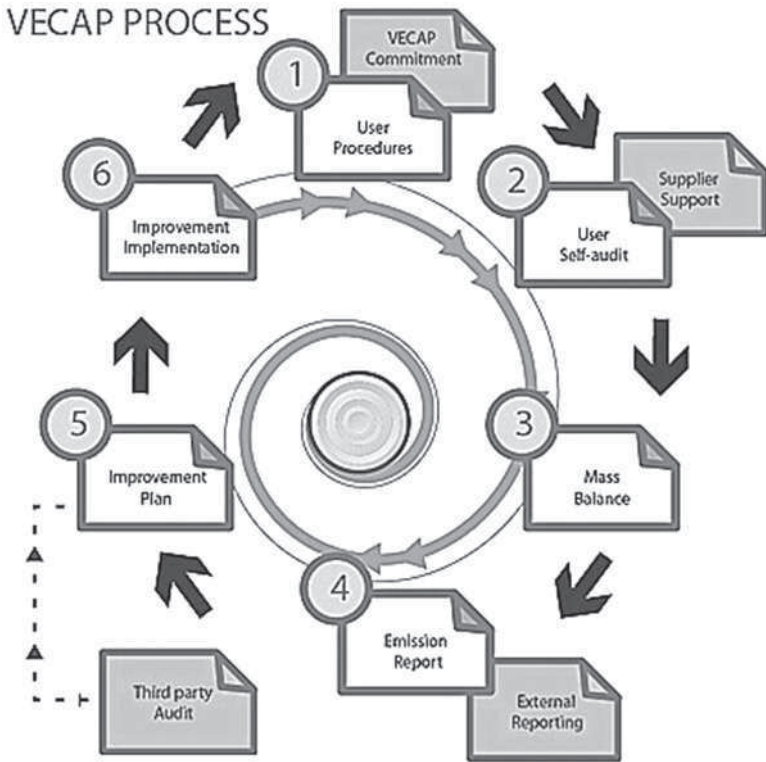 VECAP PROCESS
1
VECAP
Commitment
User
Procedures
2
Supplier
Support
User
Self-audit
3
Mass
Balance
4
Emission
Report
External
Reporting
5
Improvement
Plan
Third party
Audit
6
Improvement
Implementation